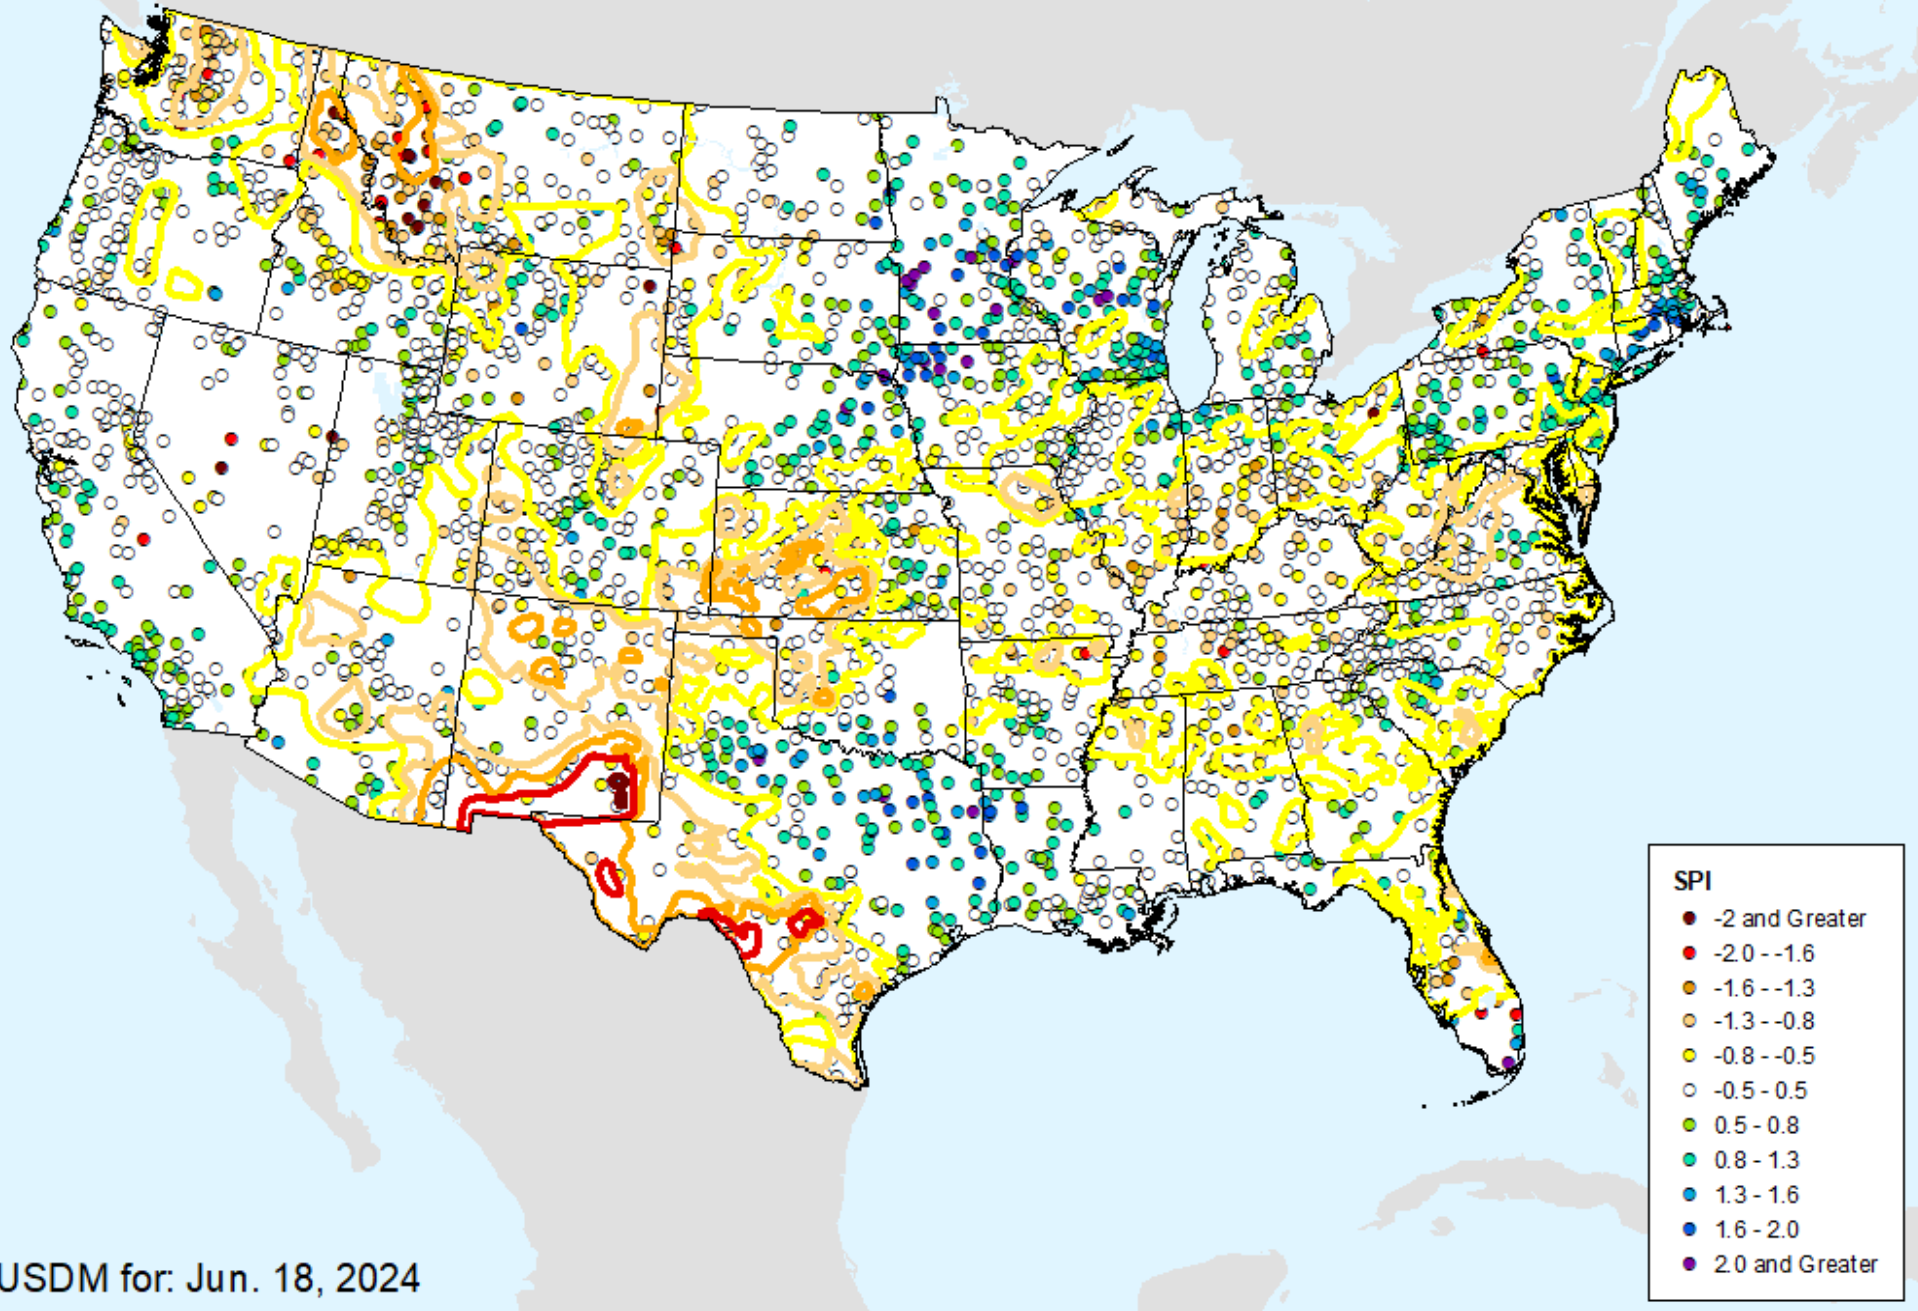 SPI
-2 and Greater
-2.0 - -1.6
-1.6 - -1.3
-1.3 - -0.8
-0.8 - -0.5
-0.5 - 0.5
0.5 - 0.8
0.8 - 1.3
1.3 - 1.6
1.6 - 2.0
2.0 and Greater
USDM for: Jun. 18, 2024